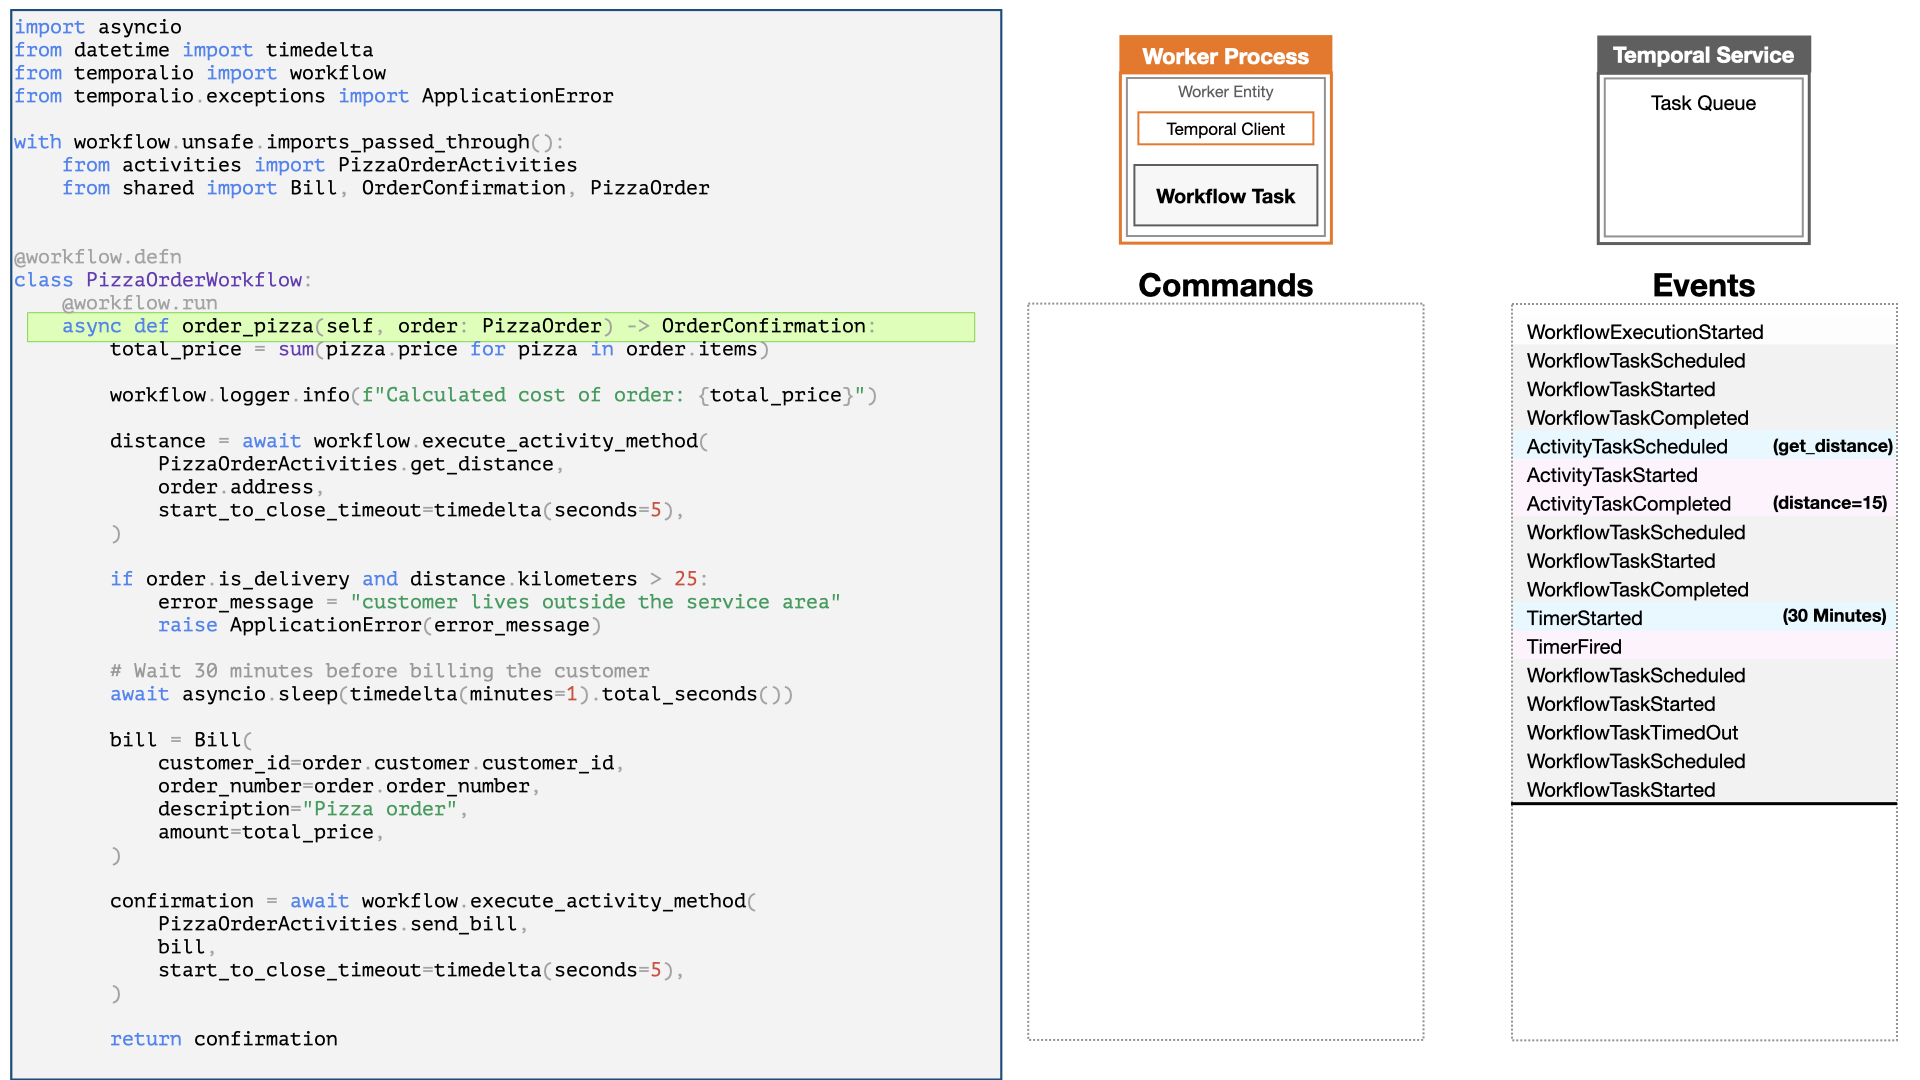 import asyncio
from datetime import timedelta
from temporalio import workflow
from temporalio.exceptions import ApplicationError
with workflow.unsafe.imports_passed_through():
    from activities import PizzaOrderActivities
    from shared import Bill, OrderConfirmation, PizzaOrder
@workflow.defn
class PizzaOrderWorkflow:
    @workflow.run
    async def order_pizza(self, order: PizzaOrder) -> OrderConfirmation:
        total_price = sum(pizza.price for pizza in order.items)
        workflow.logger.info(f"Calculated cost of order: {total_price}")
        distance = await workflow.execute_activity_method(
            PizzaOrderActivities.get_distance,
            order.address,
            start_to_close_timeout=timedelta(seconds=5),
        )
        if order.is_delivery and distance.kilometers > 25:
            error_message = "customer lives outside the service area"
            raise ApplicationError(error_message)
        # Wait 30 minutes before billing the customer
        await asyncio.sleep(timedelta(minutes=1).total_seconds())
        bill = Bill(
            customer_id=order.customer.customer_id,
            order_number=order.order_number,
            description="Pizza order",
            amount=total_price,
        )
        confirmation = await workflow.execute_activity_method(
            PizzaOrderActivities.send_bill,
            bill,
            start_to_close_timeout=timedelta(seconds=5),
        )
        return confirmation
Worker Process
Worker Entity
Temporal Client
Workflow Task
Temporal Service
Task Queue
Commands
Events
WorkflowExecutionStarted
WorkflowTaskScheduled
WorkflowTaskStarted
WorkflowTaskCompleted
ActivityTaskScheduled (get_distance)
ActivityTaskStarted
ActivityTaskCompleted (distance=15)
WorkflowTaskScheduled
WorkflowTaskStarted
WorkflowTaskCompleted
TimerStarted (30 Minutes)
TimerFired
WorkflowTaskScheduled
WorkflowTaskStarted
WorkflowTaskTimedOut
WorkflowTaskScheduled
WorkflowTaskStarted